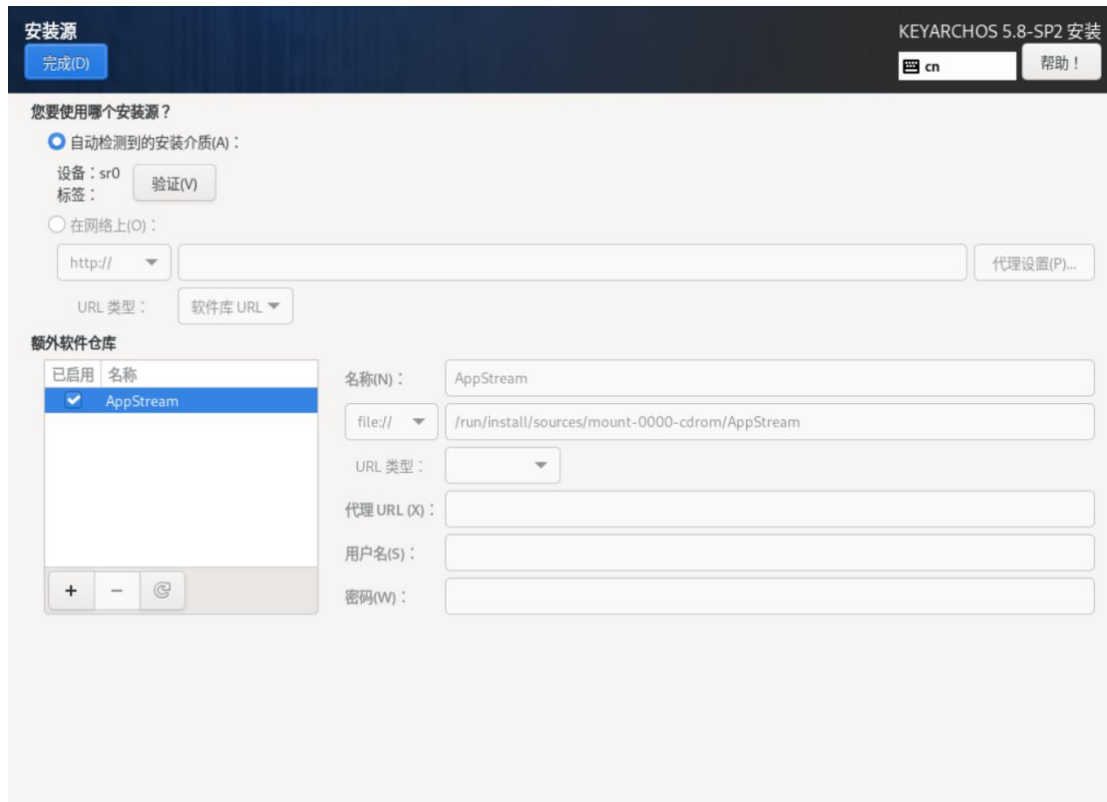 安装源
KEYARCHOS 5.8-SP2 安装
完成(D)
cn
帮助！
您要使用哪个安装源？
自动检测到的安装介质(A)：
设备：sr0
标签：
验证(V)
在网络上(O)：
http://
代理设置(P)...
URL 类型：
软件库 URL
额外软件仓库
已启用 名称
AppStream
名称(N)：
AppStream
file://
/run/install/sources/mount-0000-cdrom/AppStream
URL 类型：
代理 URL (X)：
用户名(S)：
密码(W)：